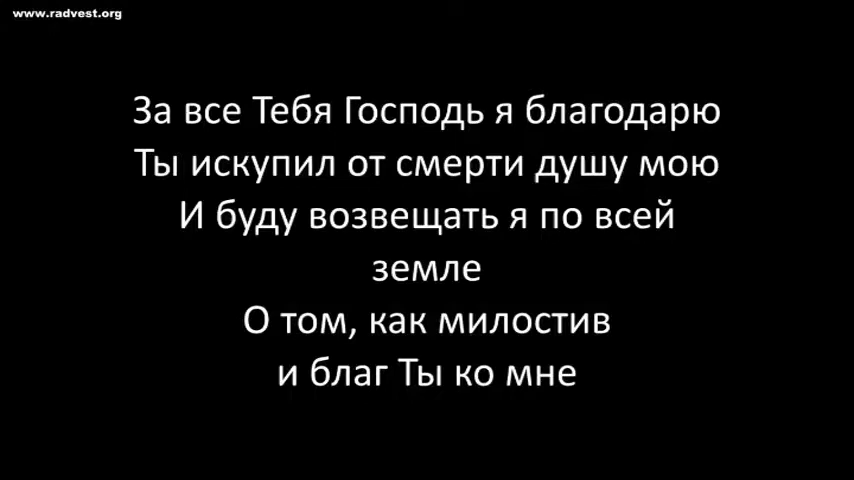 www.radvest.org
За все Тебя Господь я благодарю
Ты искупил от смерти душу мою
И буду возвещать я по всей
земле
О том, как милостив
и благ Ты ко мне